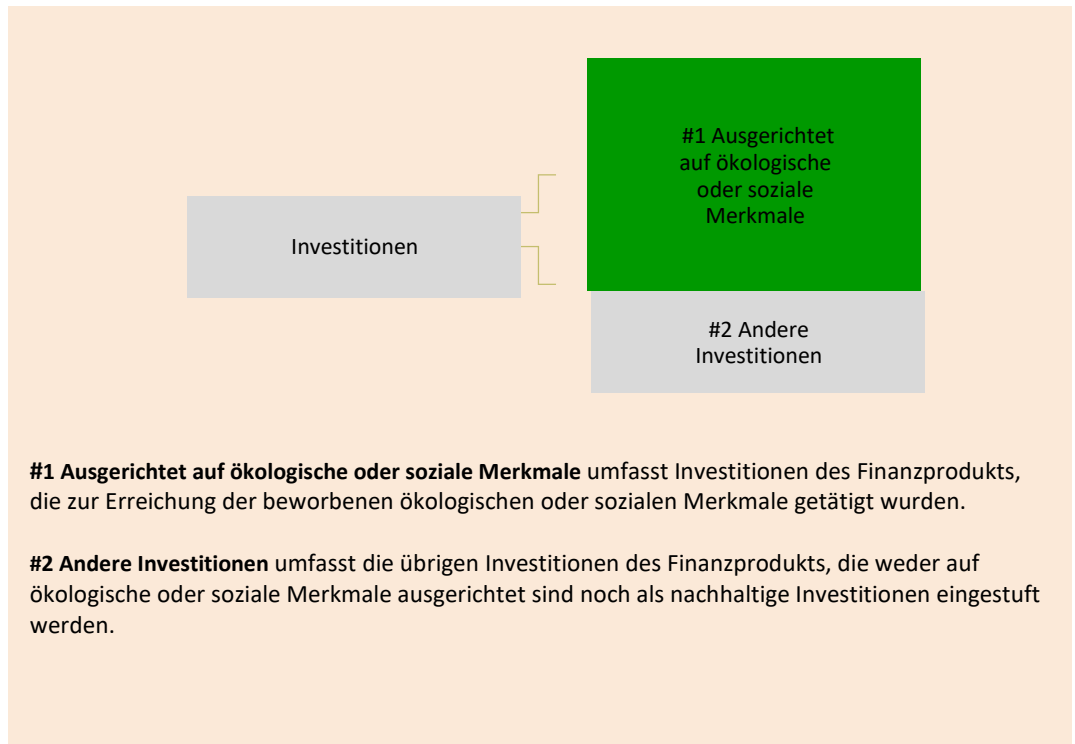 #1 Ausgerichtet
auf ökologische
oder soziale
Merkmale
Investitionen
#2 Andere
Investitionen
#1 Ausgerichtet auf ökologische oder soziale Merkmale umfasst Investitionen des Finanzprodukts,
die zur Erreichung der beworbenen ökologischen oder sozialen Merkmale getätigt wurden.
#2 Andere Investitionen umfasst die übrigen Investitionen des Finanzprodukts, die weder auf
ökologische oder soziale Merkmale ausgerichtet sind noch als nachhaltige Investitionen eingestuft
werden.